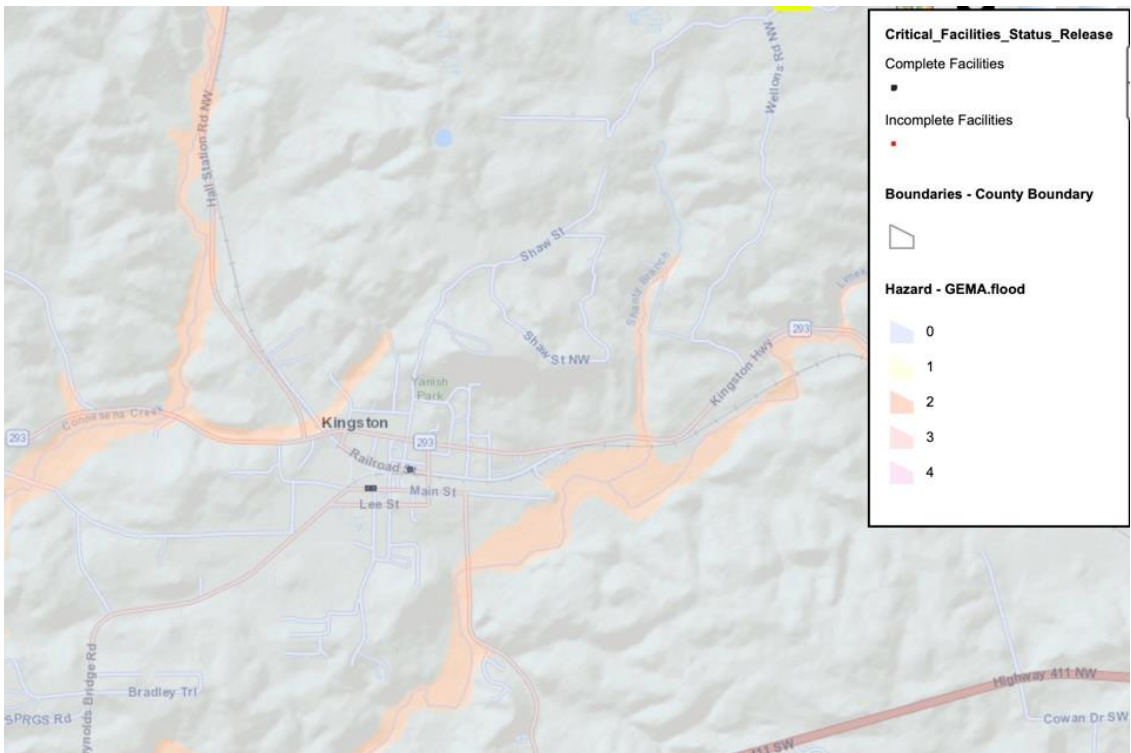 Critical_Facilities_Status_Release
Complete Facilities
Incomplete Facilities
Boundaries - County Boundary
Hazard - GEMA.flood
0
1
2
3
4
Hall Station Rd NW
Wellons Rd NW
Shaw St
Shanty Branch
Shaw St NW
293
Kingston Hwy
Yanish
Park
Connesena Creek
293
Kingston
293
Railroad St
Main St
Lee St
Bradley Trl
SPRGS Rd
ynolds Bridge Rd
Highway 411 NW
Cowan Dr SW
411 SW